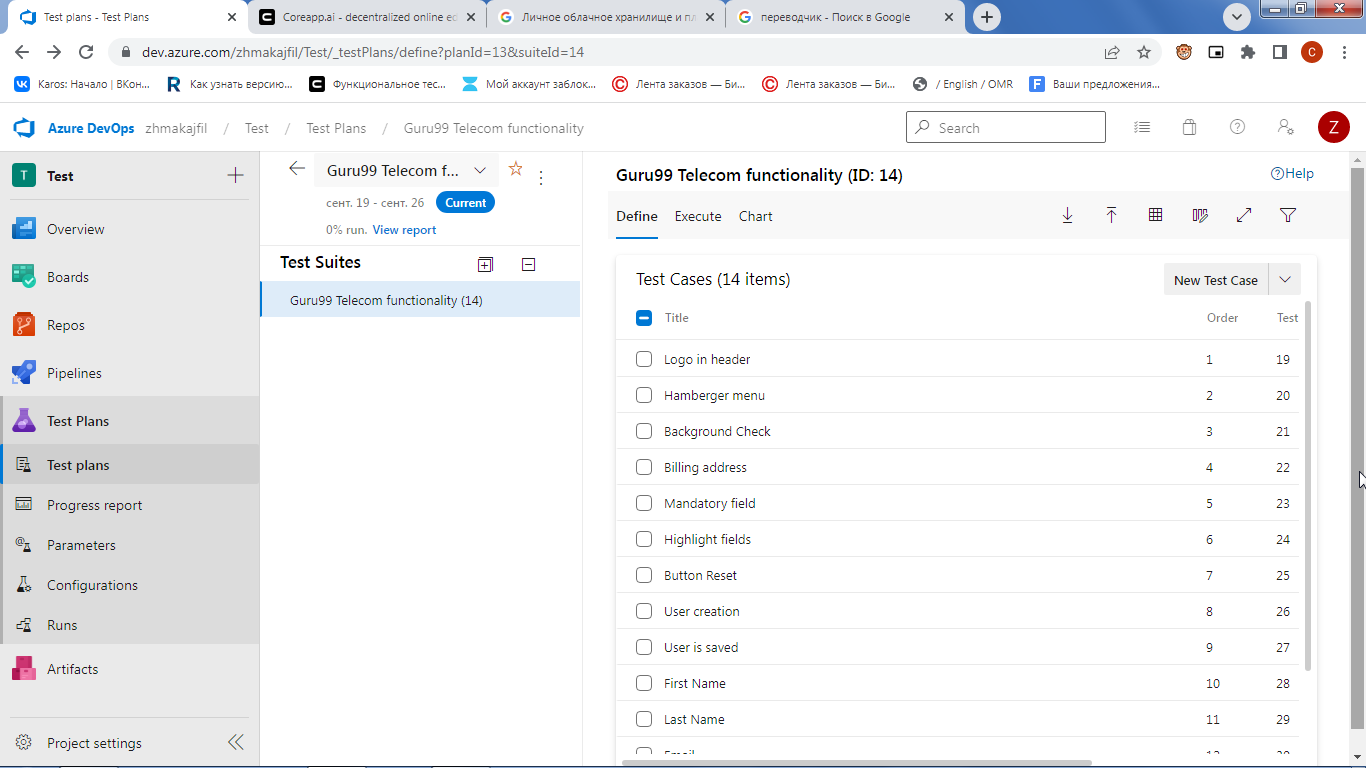 Test plans - Test Plans
Coreapp.ai - decentralized online ed
Личное облачное хранилище и пл
переводчик - Поиск в Google
dev.azure.com/zhmakajfil/Test/_testPlans/define?planId=13&suiteId=14
C
Karos: Начало | ВКон...
Как узнать версию...
Функциональное тес...
Мой аккаунт заблок...
Лента заказов — Би...
Лента заказов — Би...
/ English / OMR
Ваши предложения...
Azure DevOps zhmakajfil / Test / Test Plans / Guru99 Telecom functionality
Search
Z
T Test
Overview
Boards
Repos
Pipelines
Test Plans
Test plans
Progress report
Parameters
Configurations
Runs
Artifacts
Project settings
Guru99 Telecom f...
сент. 19 - сент. 26 Current
0% run. View report
Test Suites
Guru99 Telecom functionality (14)
Guru99 Telecom functionality (ID: 14)
Help
Define Execute Chart
Test Cases (14 items)
New Test Case
Title Order Test
Logo in header 1 19
Hamberger menu 2 20
Background Check 3 21
Billing address 4 22
Mandatory field 5 23
Highlight fields 6 24
Button Reset 7 25
User creation 8 26
User is saved 9 27
First Name 10 28
Last Name 11 29